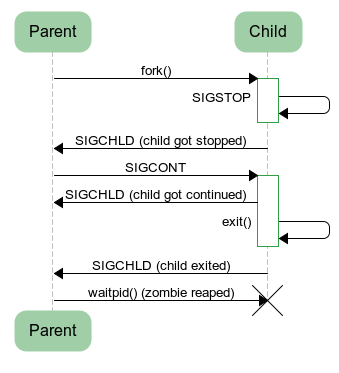 Parent
Child
fork()
SIGSTOP
SIGCHLD (child got stopped)
SIGCONT
SIGCHLD (child got continued)
exit()
SIGCHLD (child exited)
waitpid() (zombie reaped)
Parent